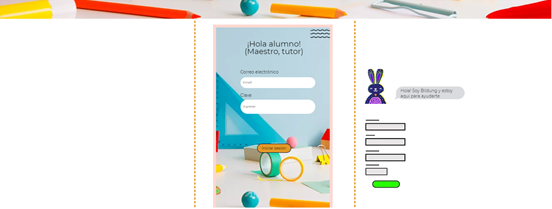 ¡Hola alumno!
(Maestro, tutor)
Correo electrónico
Clave
Iniciar sesión
Hola! Soy Bildung y estoy
aquí para ayudarte